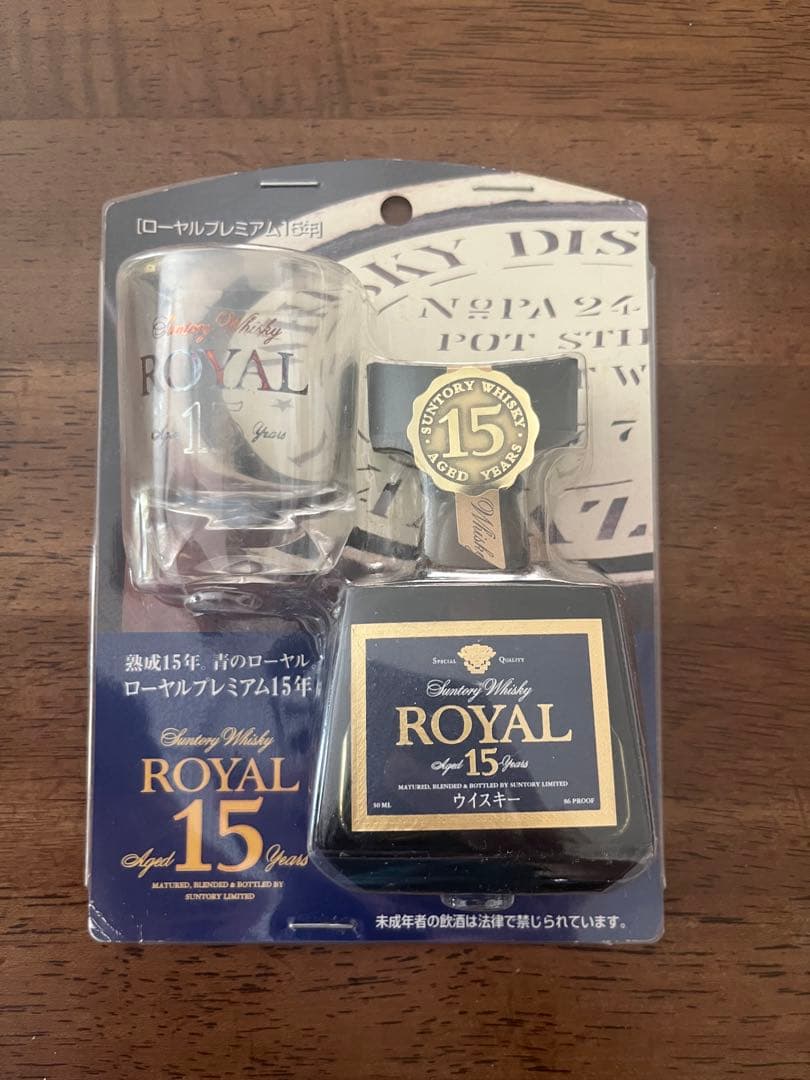 [ローヤルプレミアム15年]
SKY DIS
NOPA 24
POT STI
T W
7
AZ
Suntory Whisky
ROYAL
Aged 15 Years
SUNTORY WHISKY
15
AGED YEARS
Whisky
熟成15年。青のローヤル
ローヤルプレミアム15年
Suntory Whisky
ROYAL
Aged 15 Years
MATURED, BLENDED & BOTTLED BY
SUNTORY LIMITED
SPECIAL QUALITY
Suntory Whisky
ROYAL
Aged 15 Years
MATURED, BLENDED & BOTTLED BY SUNTORY LIMITED
50 ML ウイスキー 86 PROOF
未成年者の飲酒は法律で禁じられています。